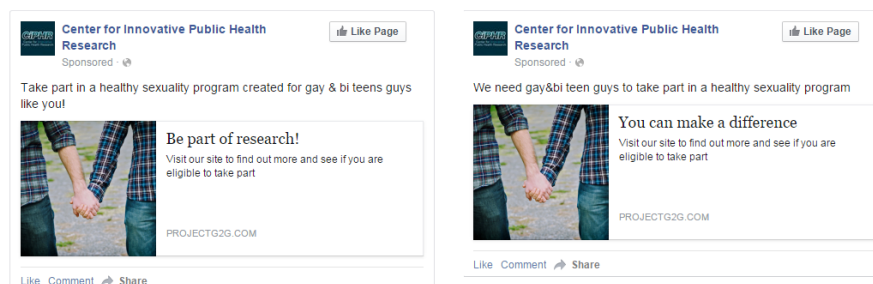 CiPHR
Center for Innovative Public Health
Research
Like Page
Sponsored ·
Take part in a healthy sexuality program created for gay & bi teens guys
like you!
Be part of research!
Visit our site to find out more and see if you are
eligible to take part
PROJECTG2G.COM
Like Comment Share
CiPHR
Center for Innovative Public Health
Research
Like Page
Sponsored ·
We need gay&bi teen guys to take part in a healthy sexuality program
You can make a difference
Visit our site to find out more and see if you are
eligible to take part
PROJECTG2G.COM
Like Comment Share